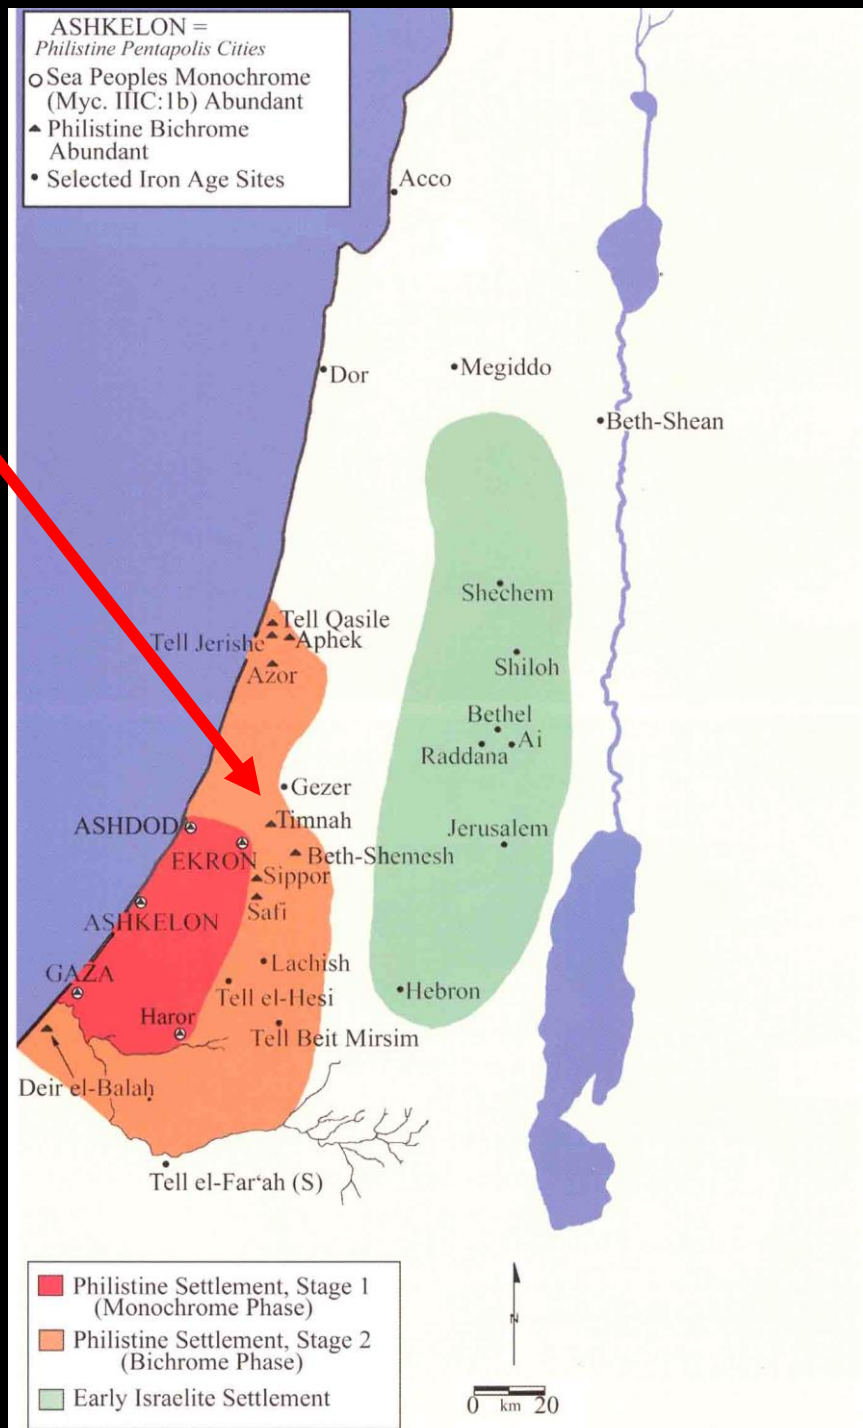 ASHKELON =
Philistine Pentapolis Cities
Sea Peoples Monochrome
(Myc. IIIC:1b) Abundant
Philistine Bichrome
Abundant
Selected Iron Age Sites
Acco
Dor
Megiddo
Beth-Shean
Shechem
Tell Qasile
Tell Jerishe
Aphek
Azor
Shiloh
Bethel
Raddana
Ai
Gezer
ASHDOD
Timnah
Jerusalem
EKRON
Beth-Shemesh
Sippor
Safi
ASHKELON
Lachish
GAZA
Tell el-Hesi
Hebron
Haror
Tell Beit Mirsim
Deir el-Balah
Tell el-Far‘ah (S)
Philistine Settlement, Stage 1
(Monochrome Phase)
Philistine Settlement, Stage 2
(Bichrome Phase)
Early Israelite Settlement
N
0 km 20